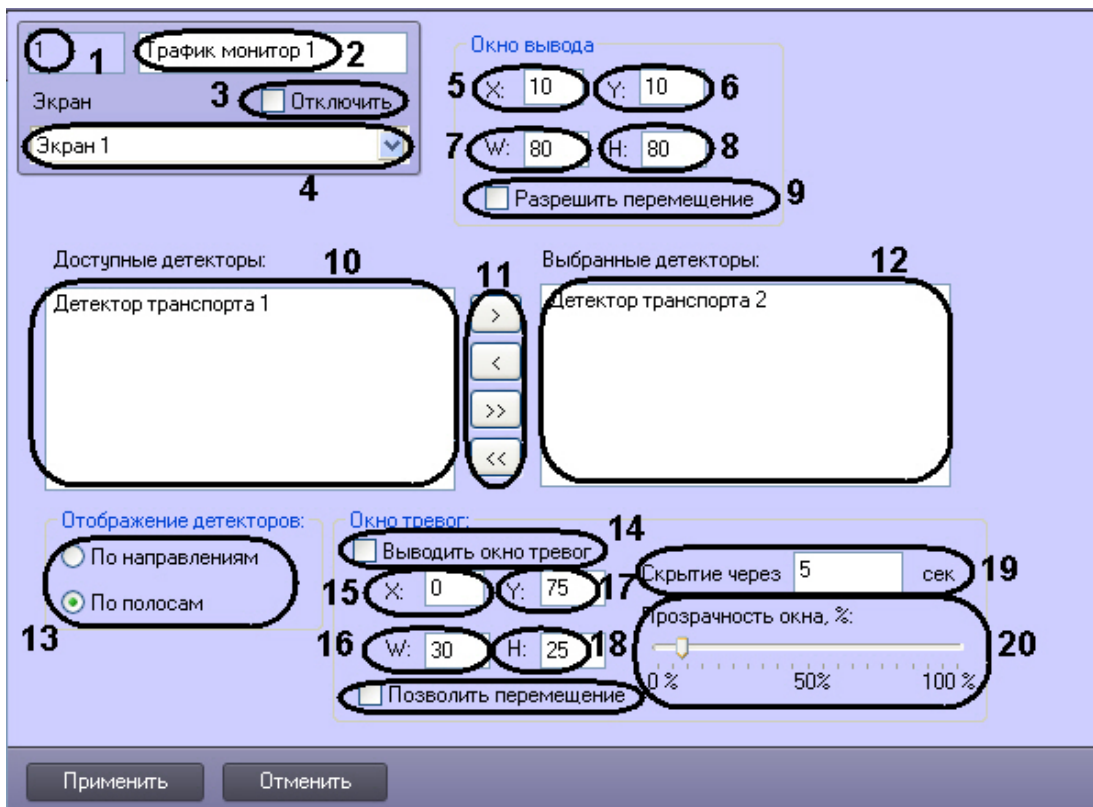 1 1 Трафик монитор 1 2
Экран 3 Отключить
Экран 1
4
Окно вывода
5 X: 10 Y: 10 6
7 W: 80 H: 80 8
Разрешить перемещение 9
Доступные детекторы: 10 11 Выбранные детекторы: 12
Детектор транспорта 1
Детектор транспорта 2
>
<
>>
<<
Отображение детекторов:
По направлениям
По полосам
13
Окно тревог:
14
Выводить окно тревог
15 X: 0 Y: 75 17
16 W: 30 H: 25 18
Позволить перемещение
Скрытие через 5 сек 19
Прозрачность окна, %:
20
0 % 50% 100 %
Применить Отменить